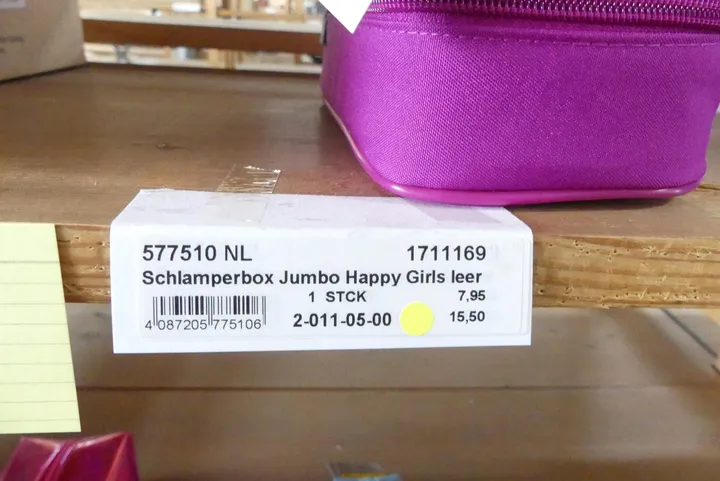 577510 NL 1711169
Schlamperbox Jumbo Happy Girls leer
1 STCK 7,95
4 087205 775106 2-011-05-00 15,50